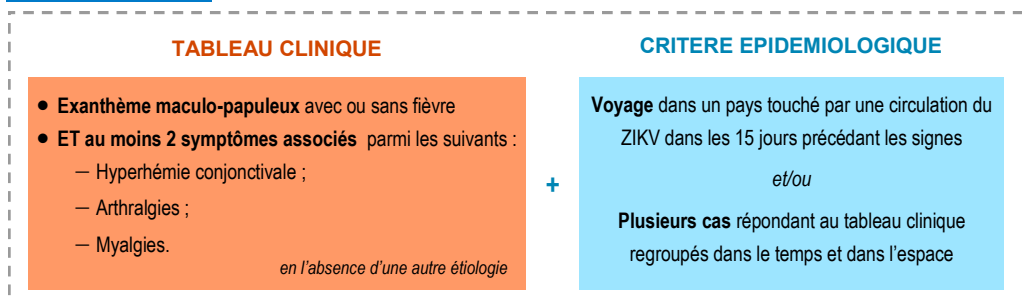 TABLEAU CLINIQUE
● Exanthème maculo-papuleux avec ou sans fièvre
● ET au moins 2 symptômes associés parmi les suivants :
— Hyperhémie conjonctivale ;
— Arthralgies ;
— Myalgies.
en l'absence d'une autre étiologie
+
CRITERE EPIDEMIOLOGIQUE
Voyage dans un pays touché par une circulation du
ZIKV dans les 15 jours précédant les signes
et/ou
Plusieurs cas répondant au tableau clinique
regroupés dans le temps et dans l'espace